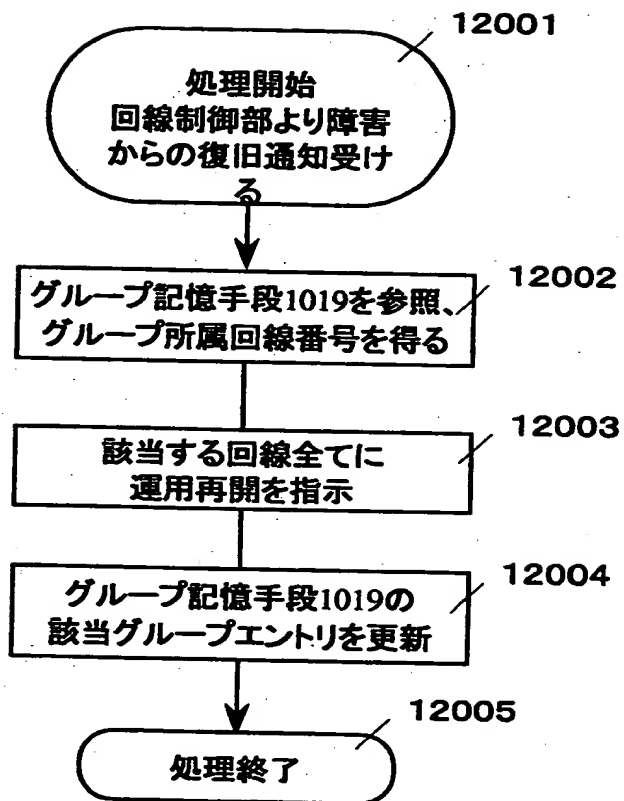 12001
処理開始
回線制御部より障害
からの復旧通知受け
る
12002
グループ記憶手段1019を参照、
グループ所属回線番号を得る
12003
該当する回線全てに
運用再開を指示
12004
グループ記憶手段1019の
該当グループエントリを更新
12005
処理終了